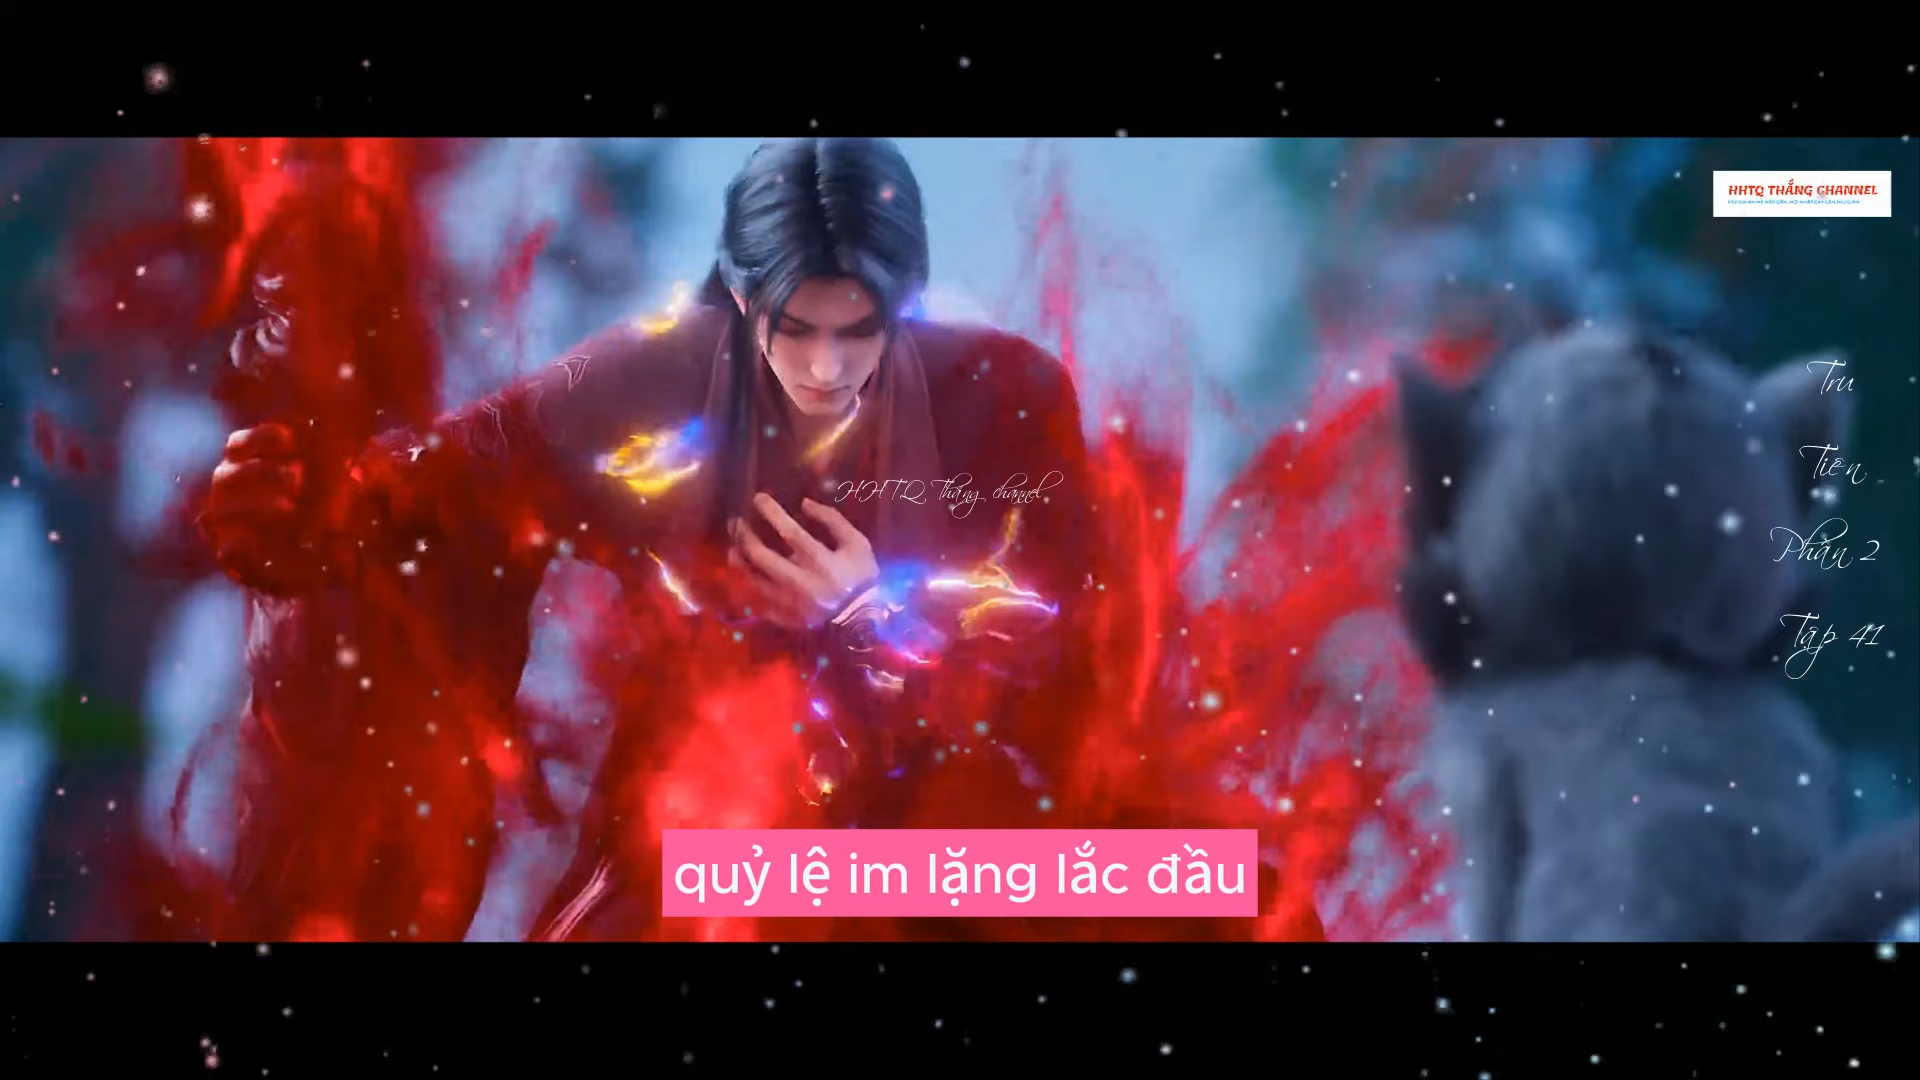 HHTQ THẮNG CHANNEL
Tru
Tiên
Phần 2
Tập 41
HHTQ Thắng channel
quỷ lệ im lặng lắc đầu